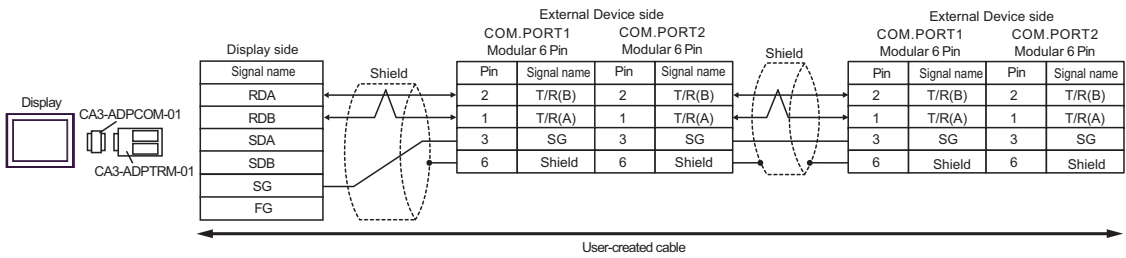 External Device side
External Device side
COM.PORT1 COM.PORT2
COM.PORT1 COM.PORT2
Modular 6 Pin Modular 6 Pin
Modular 6 Pin Modular 6 Pin
Display side
Shield
Signal name
Shield
Pin Signal name Pin Signal name
Pin Signal name Pin Signal name
Display
CA3-ADPCOM-01
CA3-ADPTRM-01
RDA
2 T/R(B) 2 T/R(B)
2 T/R(B) 2 T/R(B)
RDB
1 T/R(A) 1 T/R(A)
1 T/R(A) 1 T/R(A)
SDA
3 SG 3 SG
3 SG 3 SG
SDB
6 Shield 6 Shield
6 Shield 6 Shield
SG
FG
User-created cable